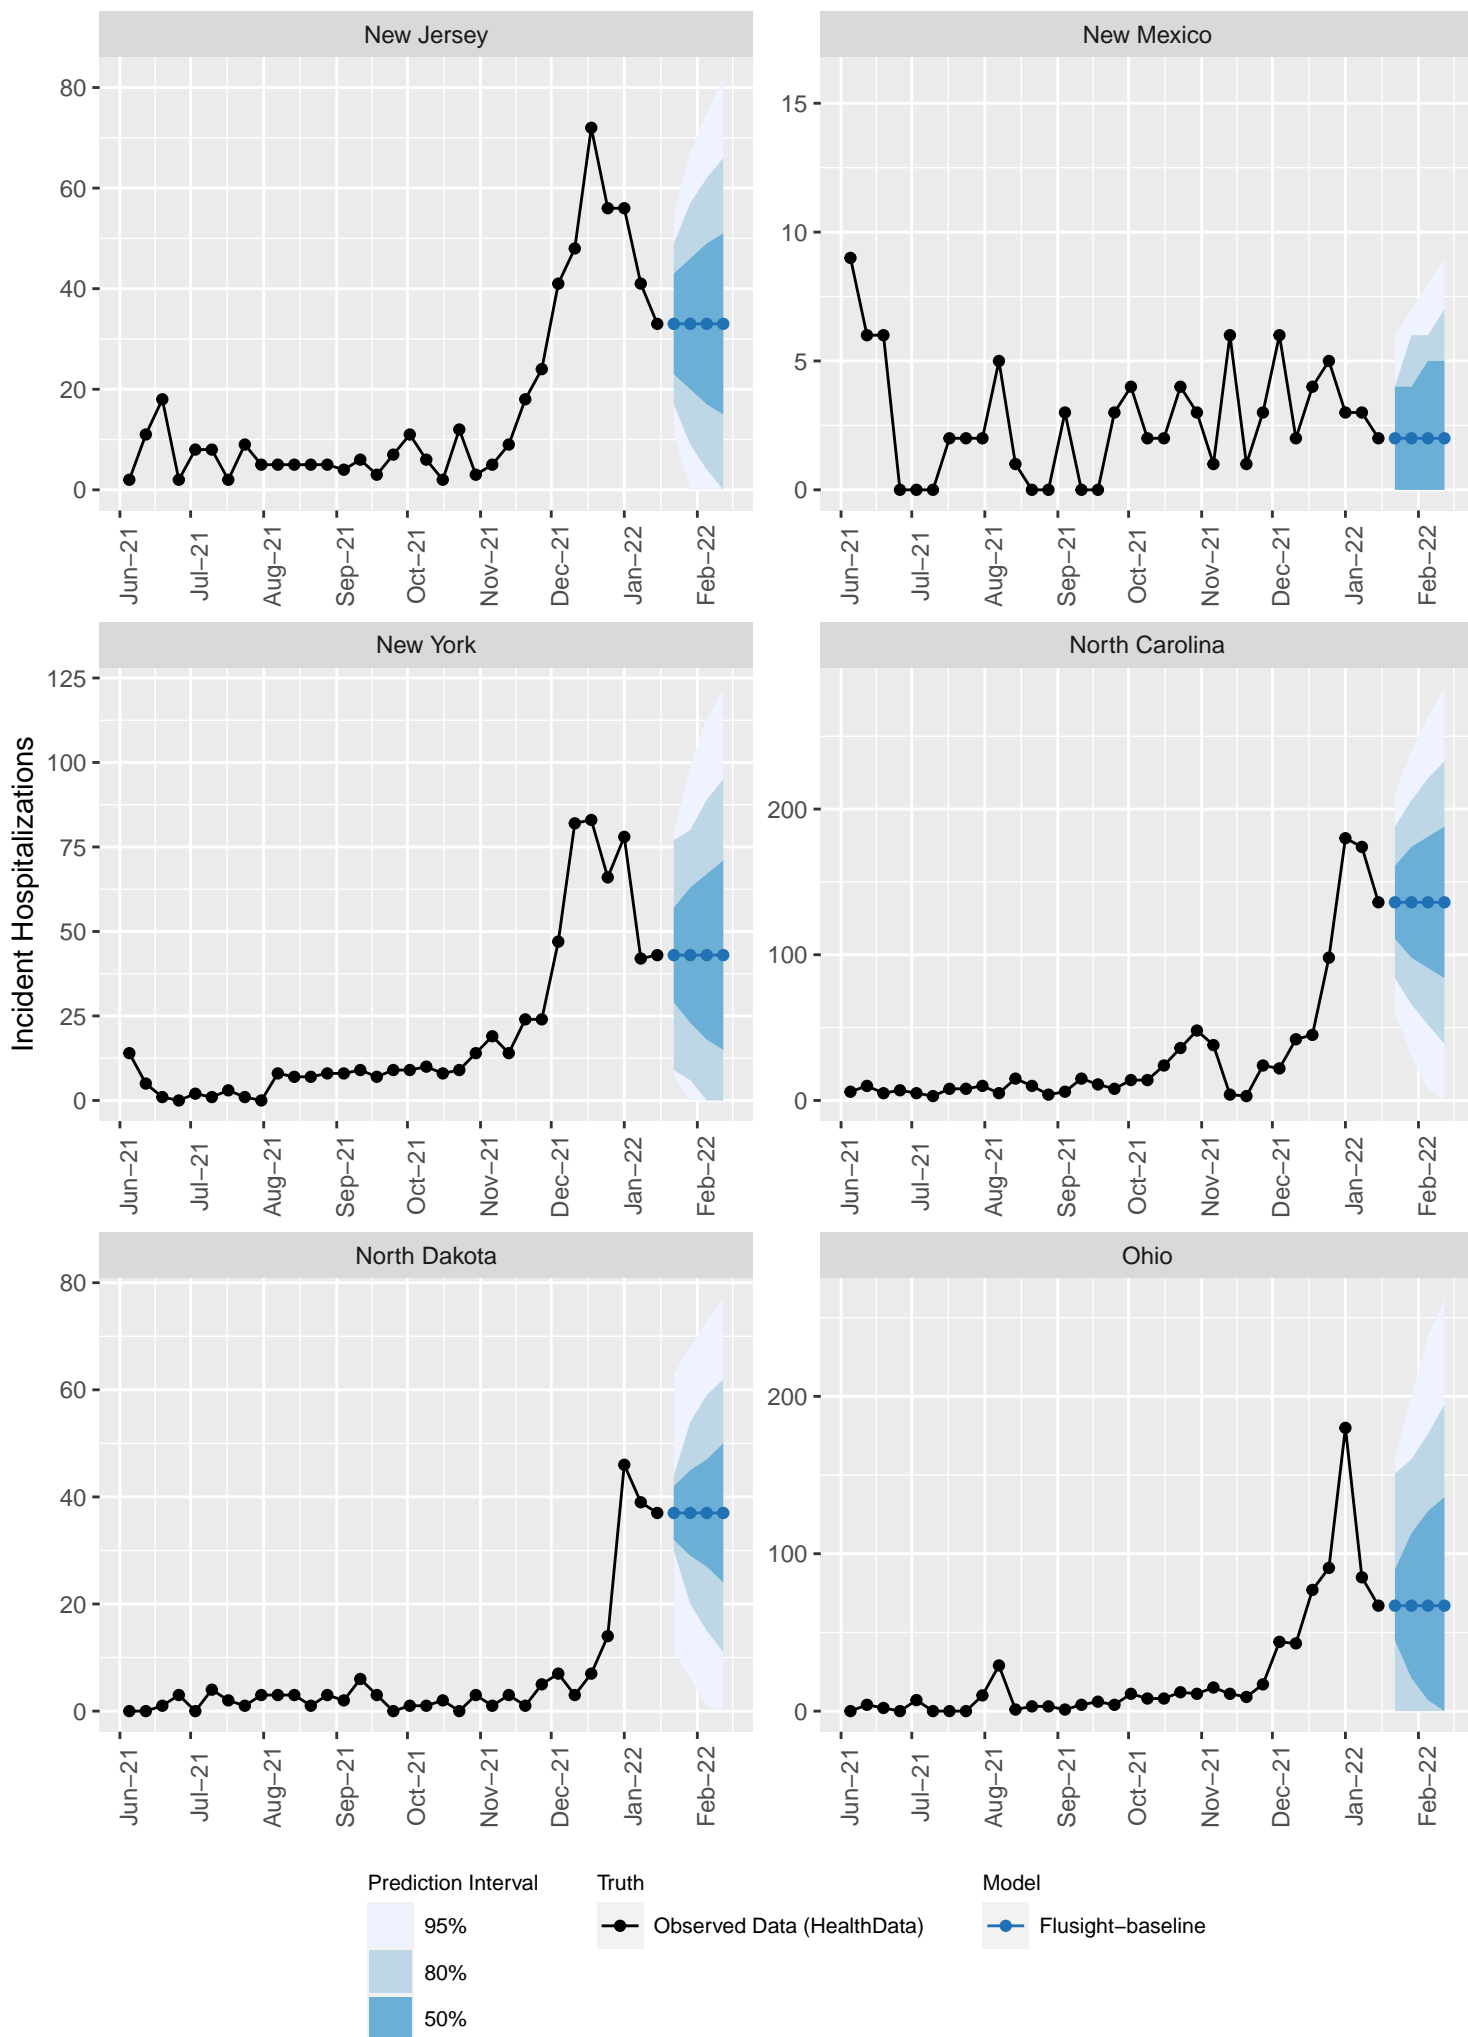 New Jersey
New Mexico
80
60
40
20
0
15
10
5
0
Jun−21
Jul−21
Aug−21
Sep−21
Oct−21
Nov−21
Dec−21
Jan−22
Feb−22
Jun−21
Jul−21
Aug−21
Sep−21
Oct−21
Nov−21
Dec−21
Jan−22
Feb−22
Incident Hospitalizations
New York
North Carolina
125
100
75
50
25
0
200
100
0
Jun−21
Jul−21
Aug−21
Sep−21
Oct−21
Nov−21
Dec−21
Jan−22
Feb−22
Jun−21
Jul−21
Aug−21
Sep−21
Oct−21
Nov−21
Dec−21
Jan−22
Feb−22
North Dakota
Ohio
80
60
40
20
0
200
100
0
Jun−21
Jul−21
Aug−21
Sep−21
Oct−21
Nov−21
Dec−21
Jan−22
Feb−22
Jun−21
Jul−21
Aug−21
Sep−21
Oct−21
Nov−21
Dec−21
Jan−22
Feb−22
Prediction Interval
95%
80%
50%
Truth
Observed Data (HealthData)
Model
Flusight−baseline